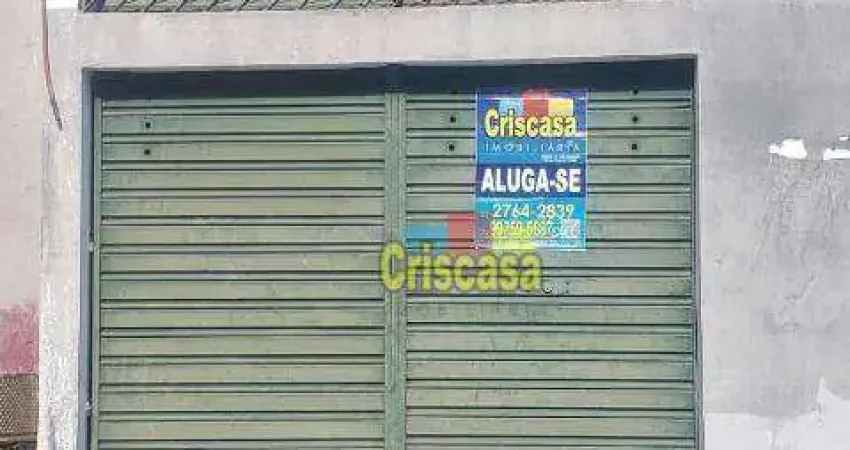 Criscasa
IMOBILIÁRIA
ALUGA-SE
2764-2839
Criscasa